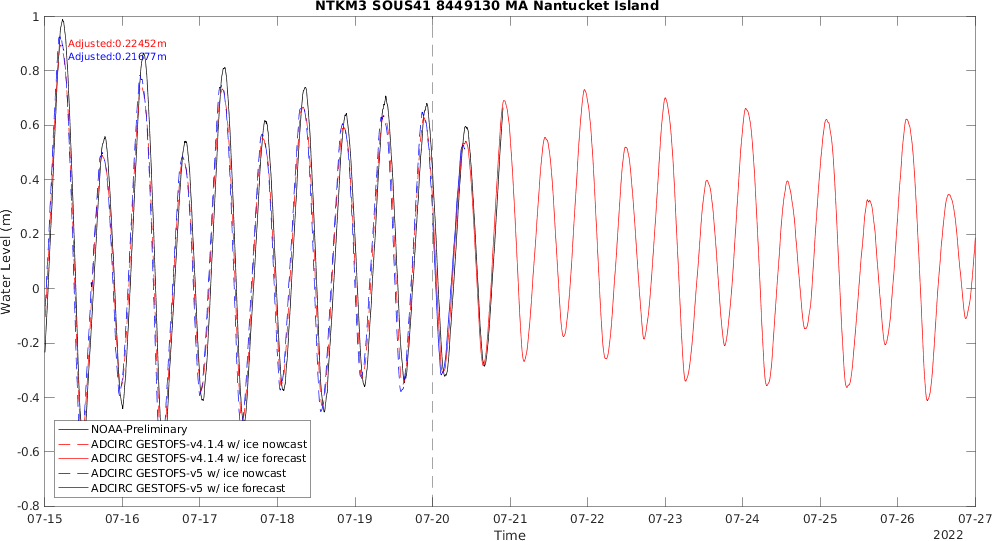 NTKM3 SOUS41 8449130 MA Nantucket Island
Water Level (m)
1
0.8
0.6
0.4
0.2
0
-0.2
-0.4
-0.6
-0.8
Adjusted:0.22452m
Adjusted:0.21677m
NOAA-Preliminary
ADCIRC GESTOFS-v4.1.4 w/ ice nowcast
ADCIRC GESTOFS-v4.1.4 w/ ice forecast
ADCIRC GESTOFS-v5 w/ ice nowcast
ADCIRC GESTOFS-v5 w/ ice forecast
07-15 07-16 07-17 07-18 07-19 07-20 07-21 07-22 07-23 07-24 07-25 07-26 07-27
Time
2022